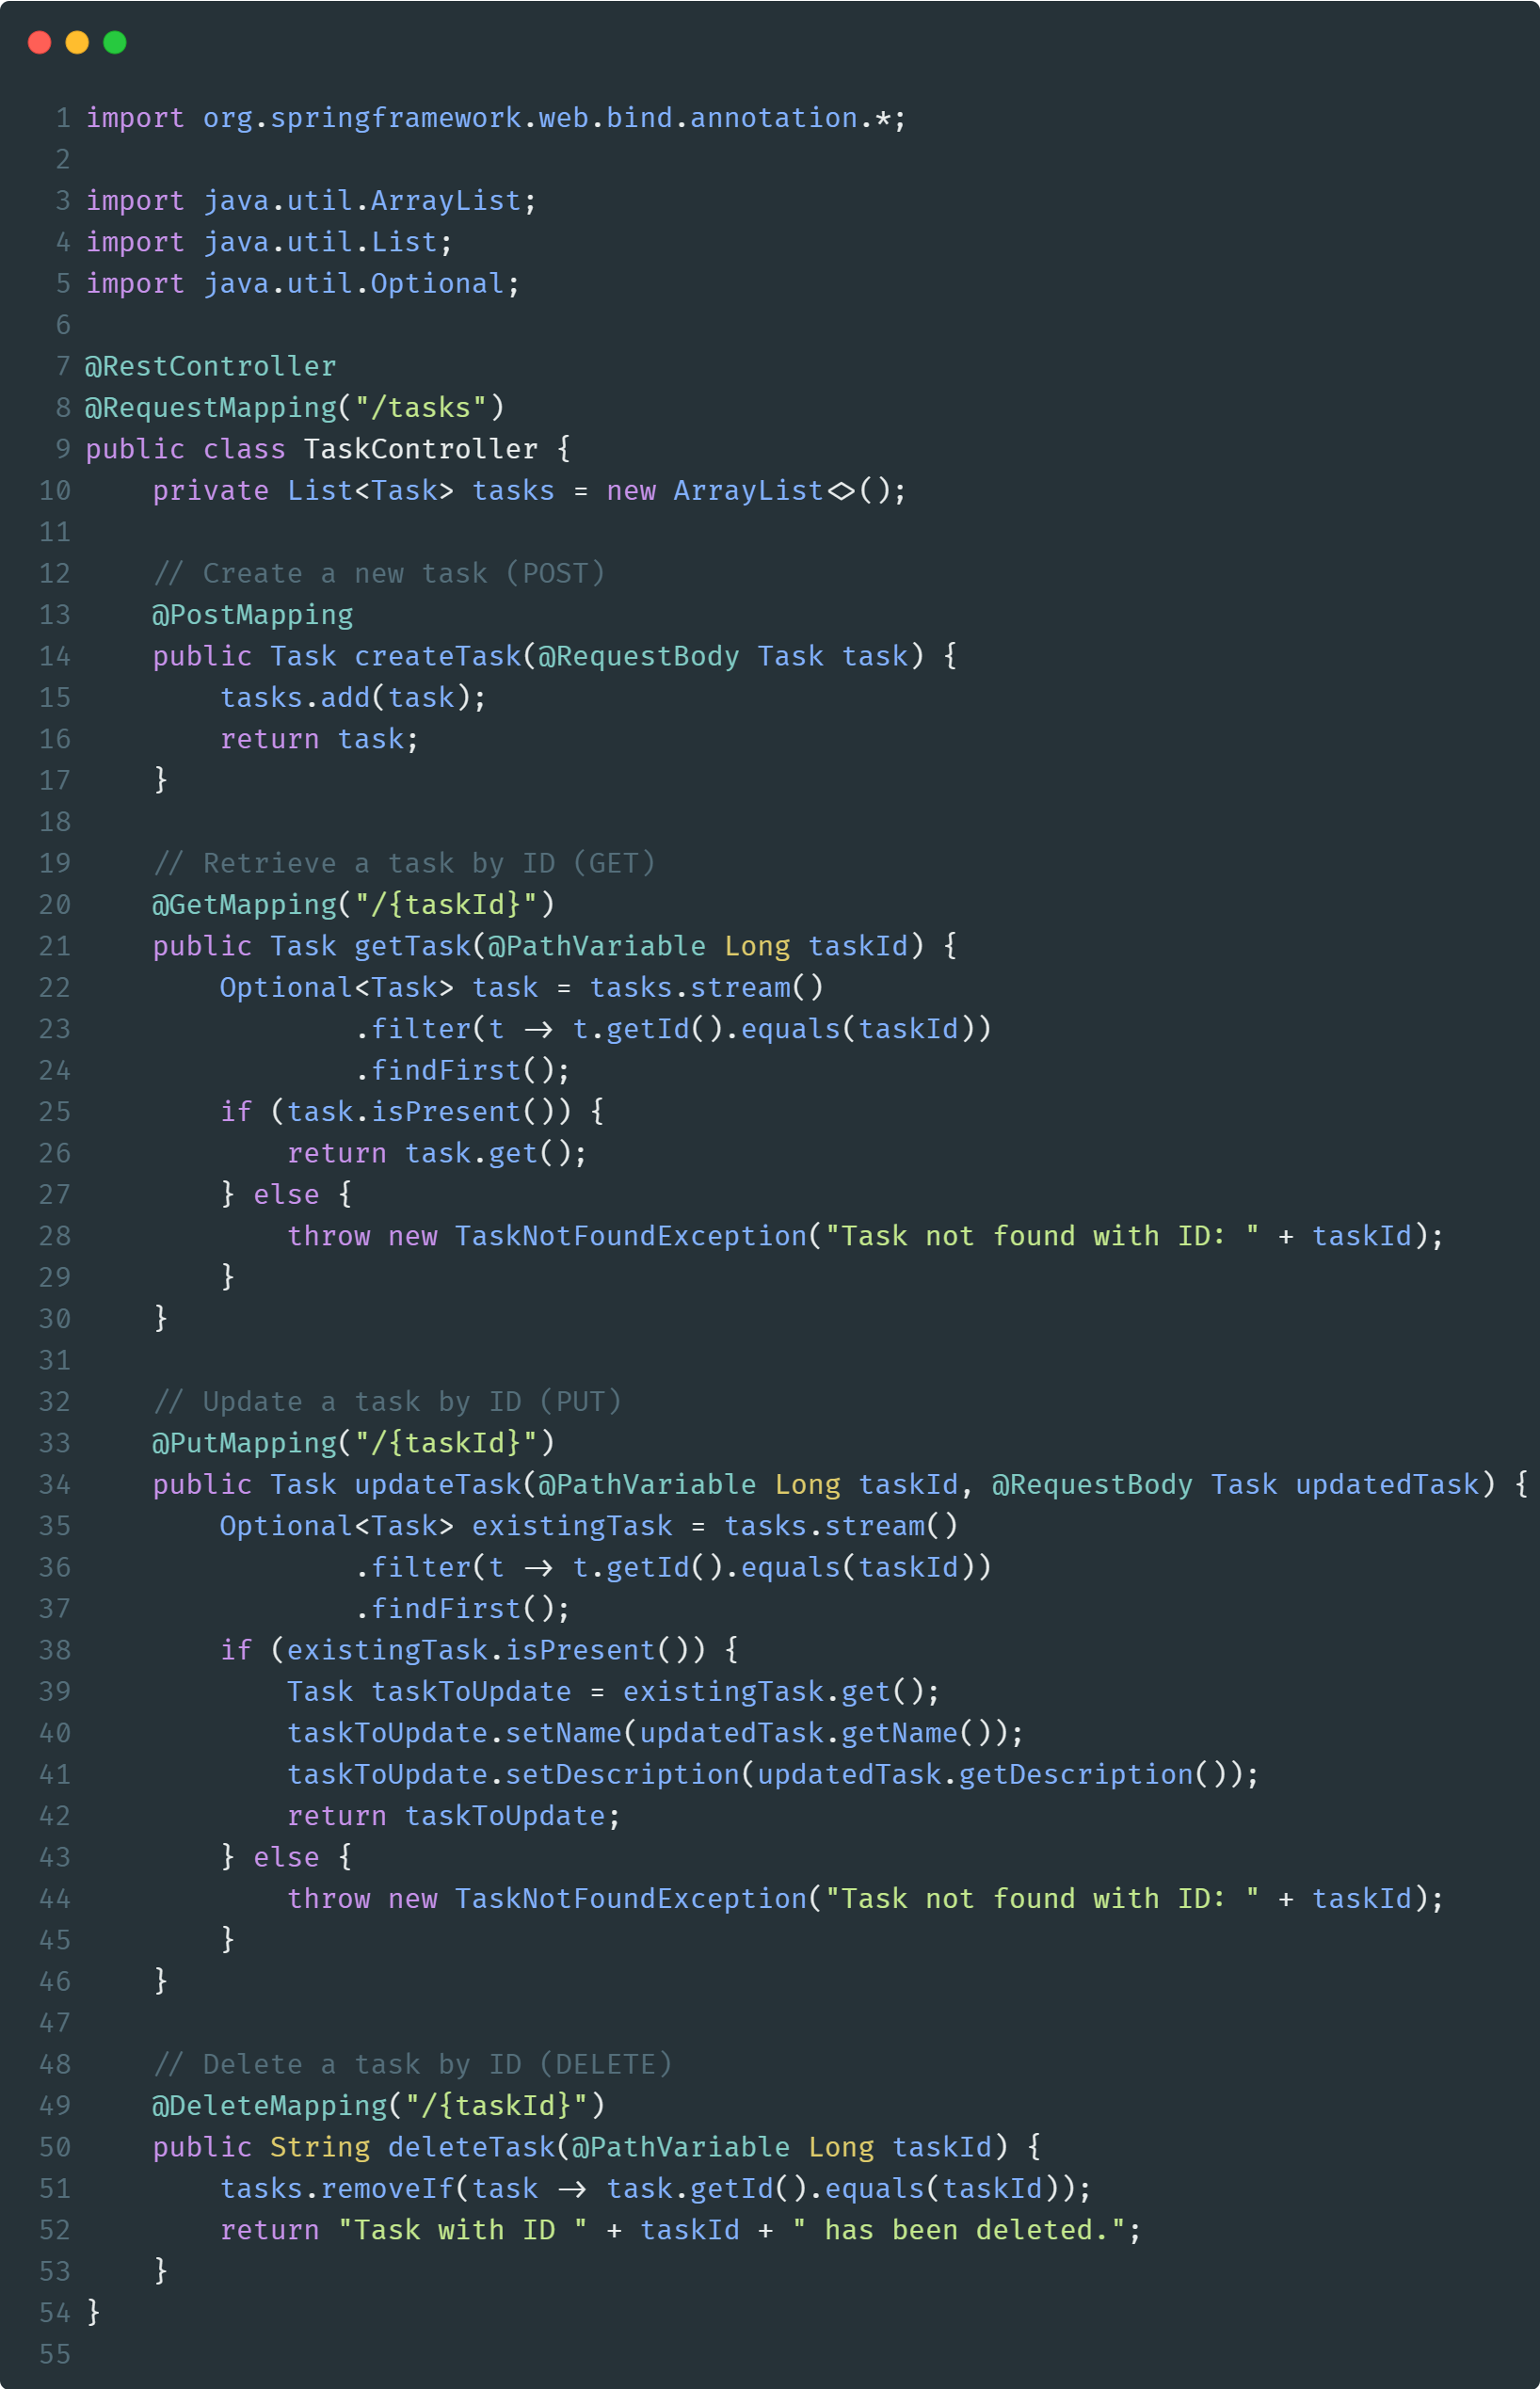 1 import org.springframework.web.bind.annotation.*;
2
3 import java.util.ArrayList;
4 import java.util.List;
5 import java.util.Optional;
6
7 @RestController
8 @RequestMapping("/tasks")
9 public class TaskController {
10     private List<Task> tasks = new ArrayList<>();
11
12     // Create a new task (POST)
13     @PostMapping
14     public Task createTask(@RequestBody Task task) {
15         tasks.add(task);
16         return task;
17     }
18
19     // Retrieve a task by ID (GET)
20     @GetMapping("/{taskId}")
21     public Task getTask(@PathVariable Long taskId) {
22         Optional<Task> task = tasks.stream()
23                 .filter(t -> t.getId().equals(taskId))
24                 .findFirst();
25         if (task.isPresent()) {
26             return task.get();
27         } else {
28             throw new TaskNotFoundException("Task not found with ID: " + taskId);
29         }
30     }
31
32     // Update a task by ID (PUT)
33     @PutMapping("/{taskId}")
34     public Task updateTask(@PathVariable Long taskId, @RequestBody Task updatedTask) {
35         Optional<Task> existingTask = tasks.stream()
36                 .filter(t -> t.getId().equals(taskId))
37                 .findFirst();
38         if (existingTask.isPresent()) {
39             Task taskToUpdate = existingTask.get();
40             taskToUpdate.setName(updatedTask.getName());
41             taskToUpdate.setDescription(updatedTask.getDescription());
42             return taskToUpdate;
43         } else {
44             throw new TaskNotFoundException("Task not found with ID: " + taskId);
45         }
46     }
47
48     // Delete a task by ID (DELETE)
49     @DeleteMapping("/{taskId}")
50     public String deleteTask(@PathVariable Long taskId) {
51         tasks.removeIf(task -> task.getId().equals(taskId));
52         return "Task with ID " + taskId + " has been deleted.";
53     }
54 }
55